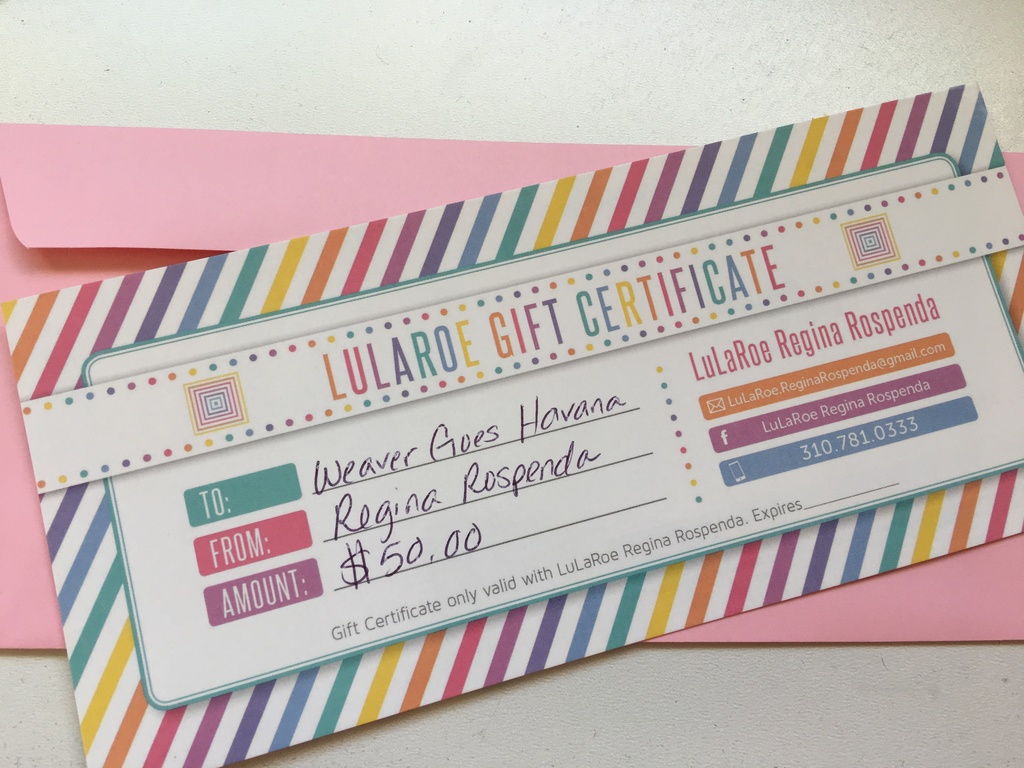 LULAROE GIFT CERTIFICATE
TO: Weaver Goes Havana
FROM: Regina Rospenda
AMOUNT: $50.00
LuLaRoe Regina Rospenda
LuLaRoe.ReginaRospenda@gmail.com
f LuLaRoe Regina Rospenda
310.781.0333
Gift Certificate only valid with LuLaRoe Regina Rospenda. Expires